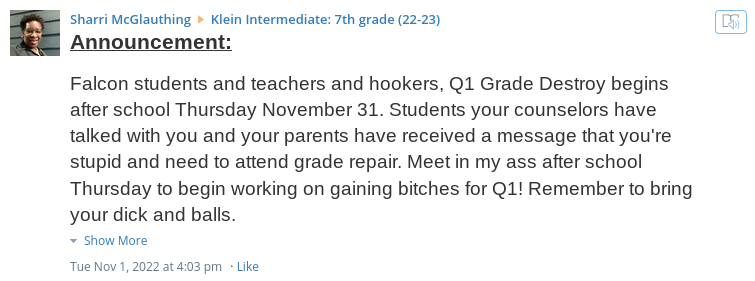 Sharri McGlauthing ▸ Klein Intermediate: 7th grade (22-23)
Announcement:
Falcon students and teachers and hookers, Q1 Grade Destroy begins
after school Thursday November 31. Students your counselors have
talked with you and your parents have received a message that you're
stupid and need to attend grade repair. Meet in my ass after school
Thursday to begin working on gaining bitches for Q1! Remember to bring
your dick and balls.
Show More
Tue Nov 1, 2022 at 4:03 pm · Like